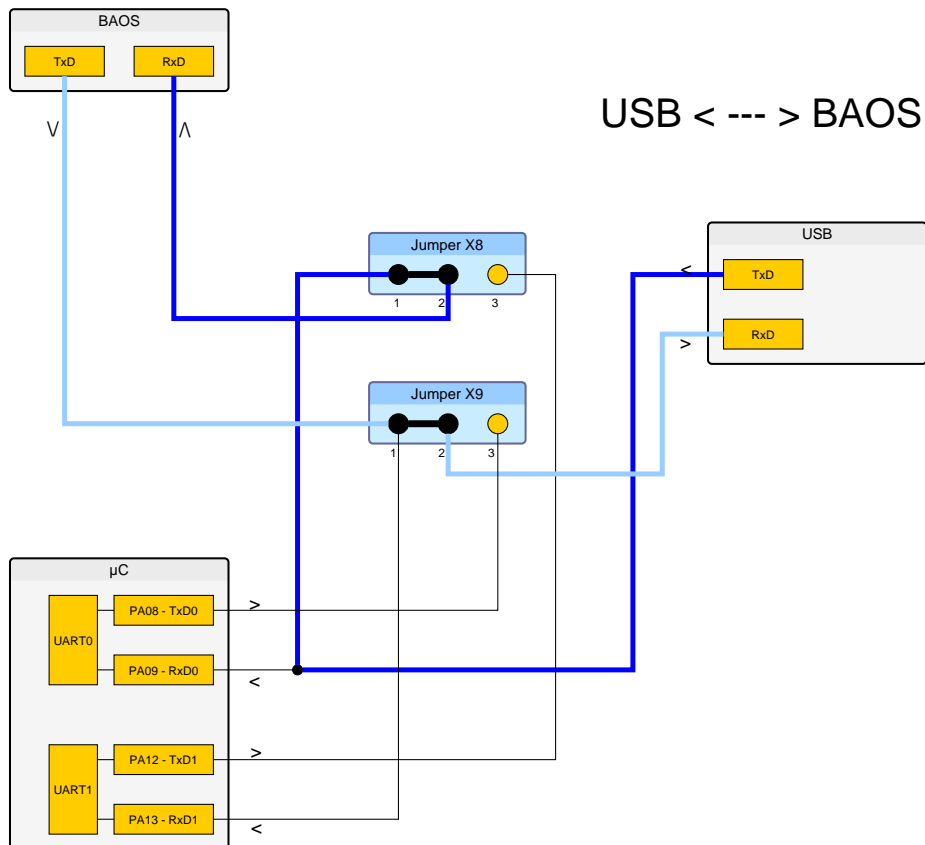 BAOS
TxD
RxD
\/
/\
USB < --- > BAOS
Jumper X8
1
2
3
USB
<
TxD
>
RxD
Jumper X9
1
2
3
µC
UART0
PA08 - TxD0
>
PA09 - RxD0
<
UART1
PA12 - TxD1
>
PA13 - RxD1
<